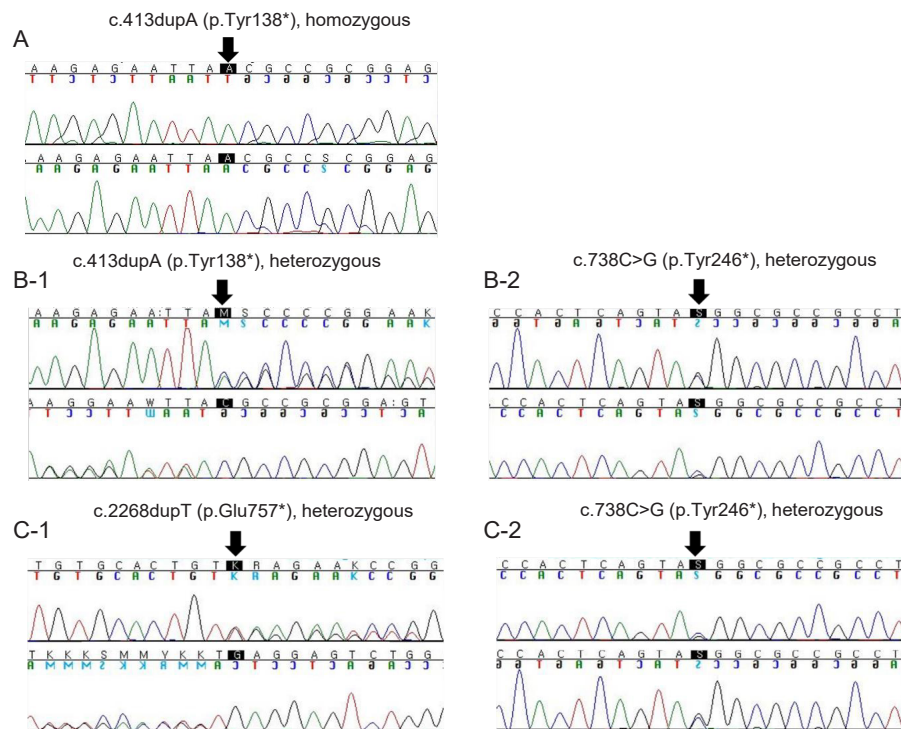 c.413dupA (p.Tyr138*), homozygous
A
A A G A G A A T T A A C G C C G C G G A G
T T C T C T T A A T T G C G G C G C C T C
A A G A G A A T T A A C G C C S C G G A G
A A G A G A A T T A A C G C C S C G G A G
c.413dupA (p.Tyr138*), heterozygous
B-1
A A G A G A A : T T A M S C C C C G G A A K
A A G A G A A T T A M S C C C C G G A A K
A A G G A A W T T A C G C C G C G G A : G T
T T C C T T W A A T G C G G C G C C T C A
c.738C>G (p.Tyr246*), heterozygous
B-2
C C A C T C A G T A S G G C G C C G C C T
G G T G A G T C A T S C C G C G G C G G A
C C A C T C A G T A S G G C G C C G C C T
C C A C T C A G T A S G G C G C C G C C T
c.2268dupT (p.Glu757*), heterozygous
C-1
T G T G C A C T G T K R A G A A K C C G G
T G T G C A C T G T K R A G A A K C C G G
T K K K S M M Y K K T G A G G A G T C T G G
A M M M S K K R M M A C T C C T C A G A C C
c.738C>G (p.Tyr246*), heterozygous
C-2
C C A C T C A G T A S G G C G C C G C C T
C C A C T C A G T A S G G C G C C G C C T
C C A C T C A G T A S G G C G C C G C C T
G G T G A G T C A T S C C G C G G C G G A